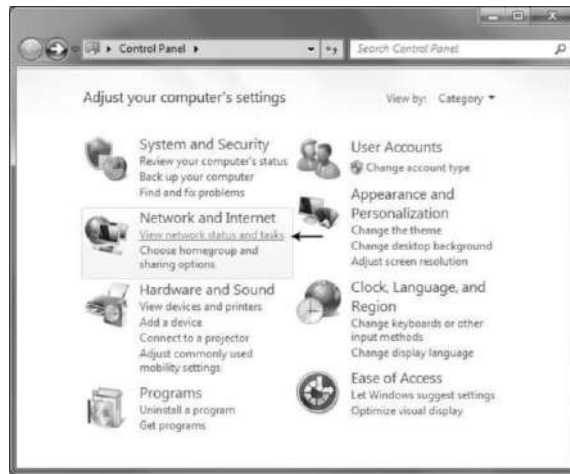 Control Panel
Search Control Panel
Adjust your computer's settings
View by: Category
System and Security
Review your computer's status
Back up your computer
Find and fix problems
Network and Internet
View network status and tasks
Choose homegroup and
sharing options
Hardware and Sound
View devices and printers
Add a device
Connect to a projector
Adjust commonly used
mobility settings
Programs
Uninstall a program
Get programs
User Accounts
Change account type
Appearance and
Personalization
Change the theme
Change desktop background
Adjust screen resolution
Clock, Language, and
Region
Change keyboards or other
input methods
Change display language
Ease of Access
Let Windows suggest settings
Optimize visual display